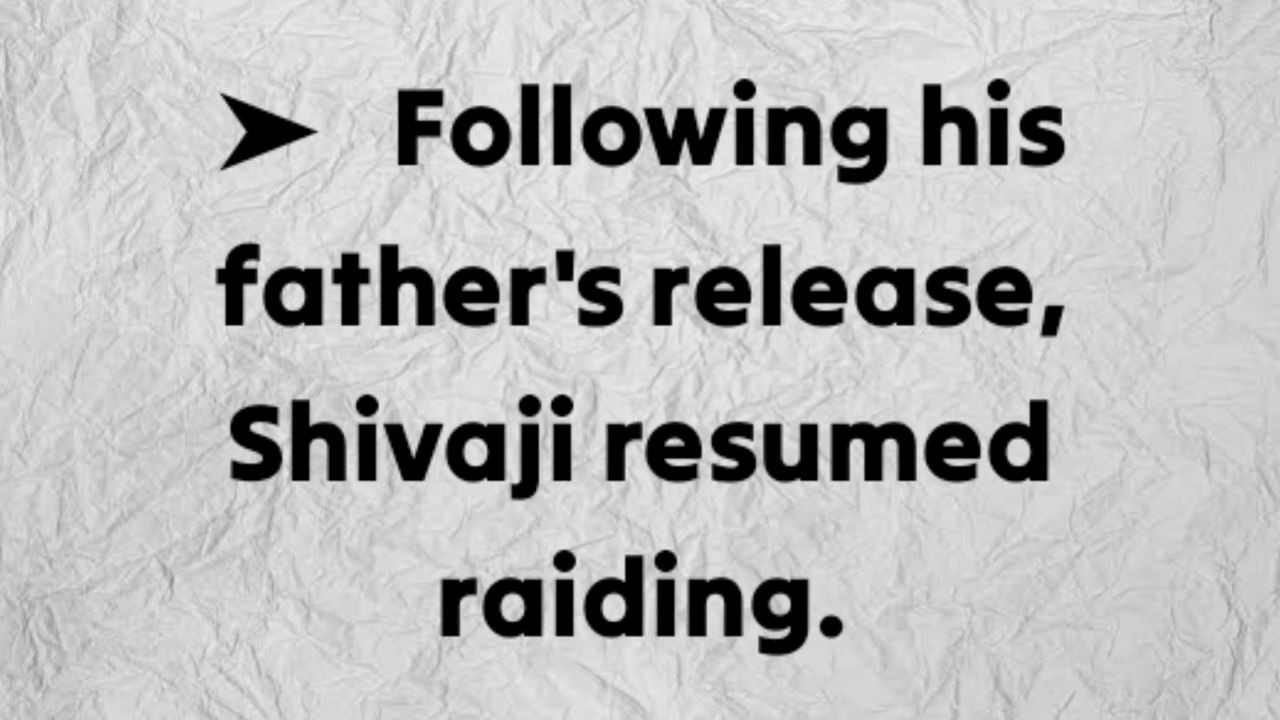 ➤ Following his
father's release,
Shivaji resumed
raiding.